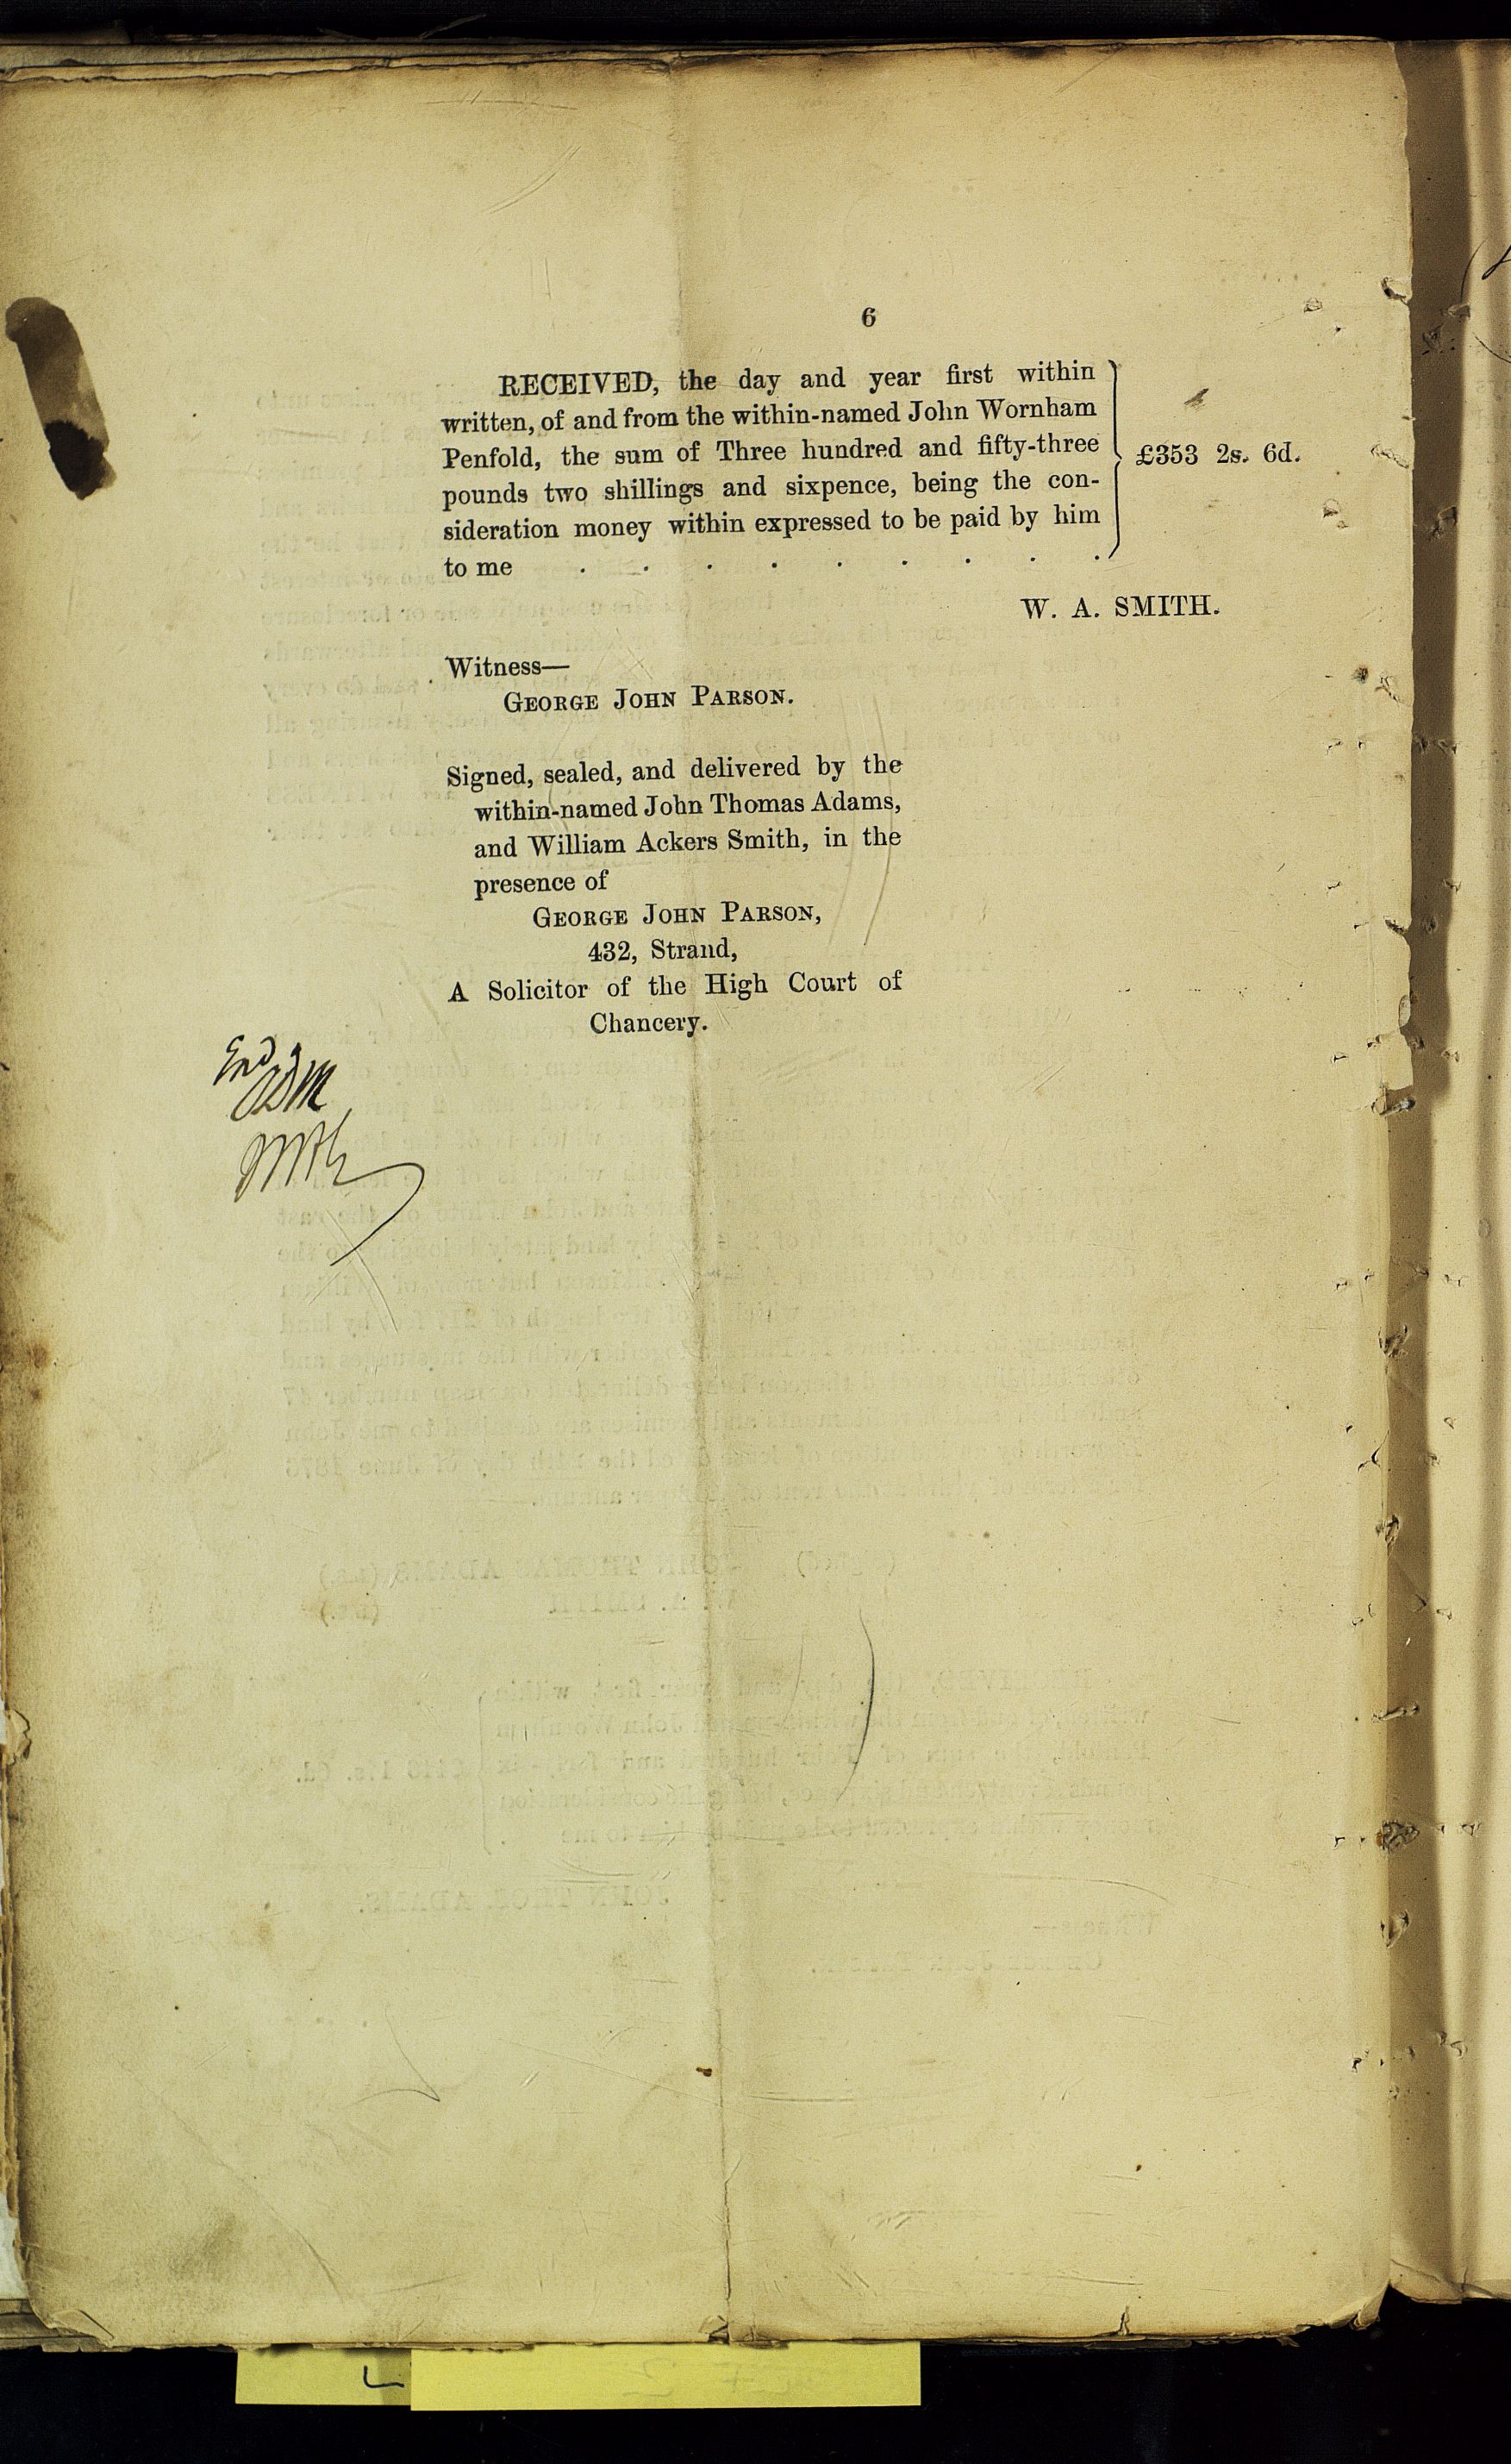 6
RECEIVED, the day and year first within
written, of and from the within-named John Wornham
Penfold, the sum of Three hundred and fifty-three
pounds two shillings and sixpence, being the con-
sideration money within expressed to be paid by him
to me . . . . . . . . .
£353 2s. 6d.
W. A. SMITH.
Witness—
GEORGE JOHN PARSON.
Signed, sealed, and delivered by the
within-named John Thomas Adams,
and William Ackers Smith, in the
presence of
GEORGE JOHN PARSON,
432, Strand,
A Solicitor of the High Court of
Chancery.